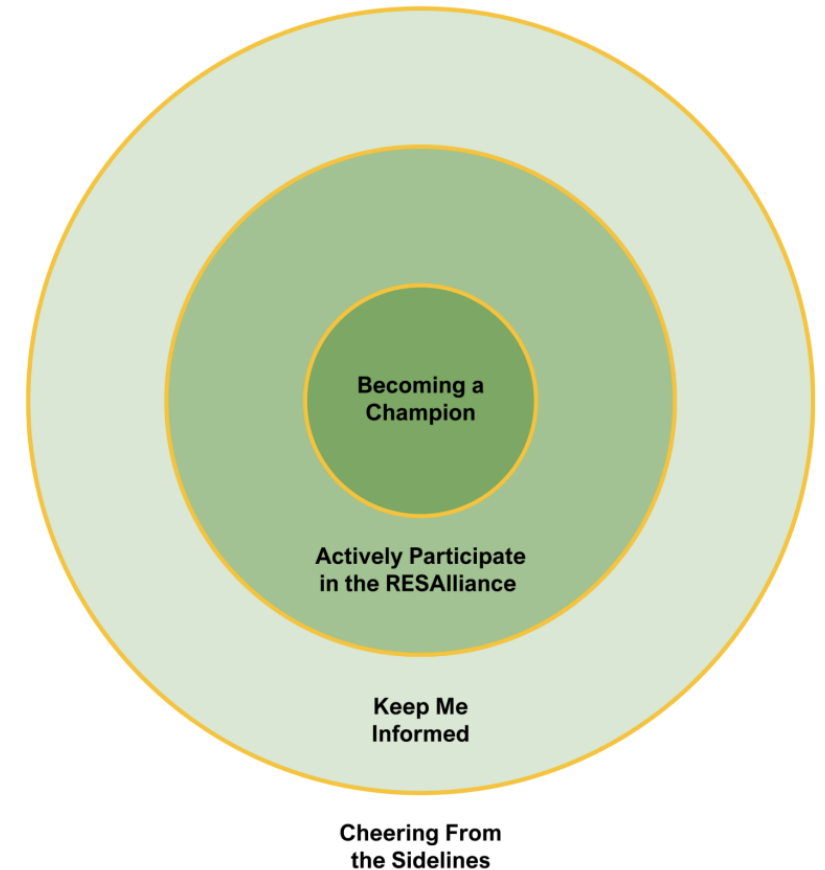 Becoming a
Champion
Actively Participate
in the RESAlliance
Keep Me
Informed
Cheering From
the Sidelines